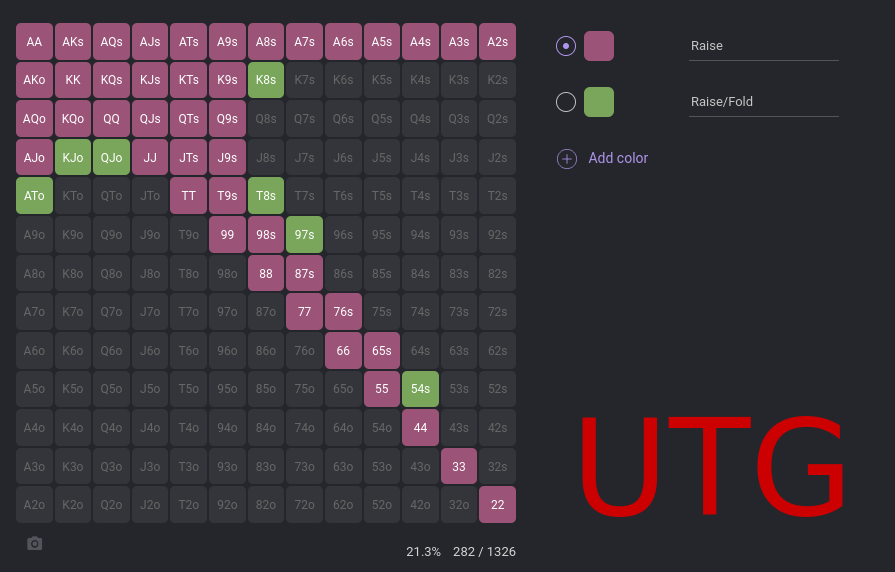 AA AKs AQs AJs ATs A9s A8s A7s A6s A5s A4s A3s A2s
AKo KK KQs KJs KTs K9s K8s K7s K6s K5s K4s K3s K2s
AQo KQo QQ QJs QTs Q9s Q8s Q7s Q6s Q5s Q4s Q3s Q2s
AJo KJo QJo JJ JTs J9s J8s J7s J6s J5s J4s J3s J2s
ATo KTo QTo JTo TT T9s T8s T7s T6s T5s T4s T3s T2s
A9o K9o Q9o J9o T9o 99 98s 97s 96s 95s 94s 93s 92s
A8o K8o Q8o J8o T8o 98o 88 87s 86s 85s 84s 83s 82s
A7o K7o Q7o J7o T7o 97o 87o 77 76s 75s 74s 73s 72s
A6o K6o Q6o J6o T6o 96o 86o 76o 66 65s 64s 63s 62s
A5o K5o Q5o J5o T5o 95o 85o 75o 65o 55 54s 53s 52s
A4o K4o Q4o J4o T4o 94o 84o 74o 64o 54o 44 43s 42s
A3o K3o Q3o J3o T3o 93o 83o 73o 63o 53o 43o 33 32s
A2o K2o Q2o J2o T2o 92o 82o 72o 62o 52o 42o 32o 22
21.3% 282 / 1326
Raise
Raise/Fold
Add color
UTG